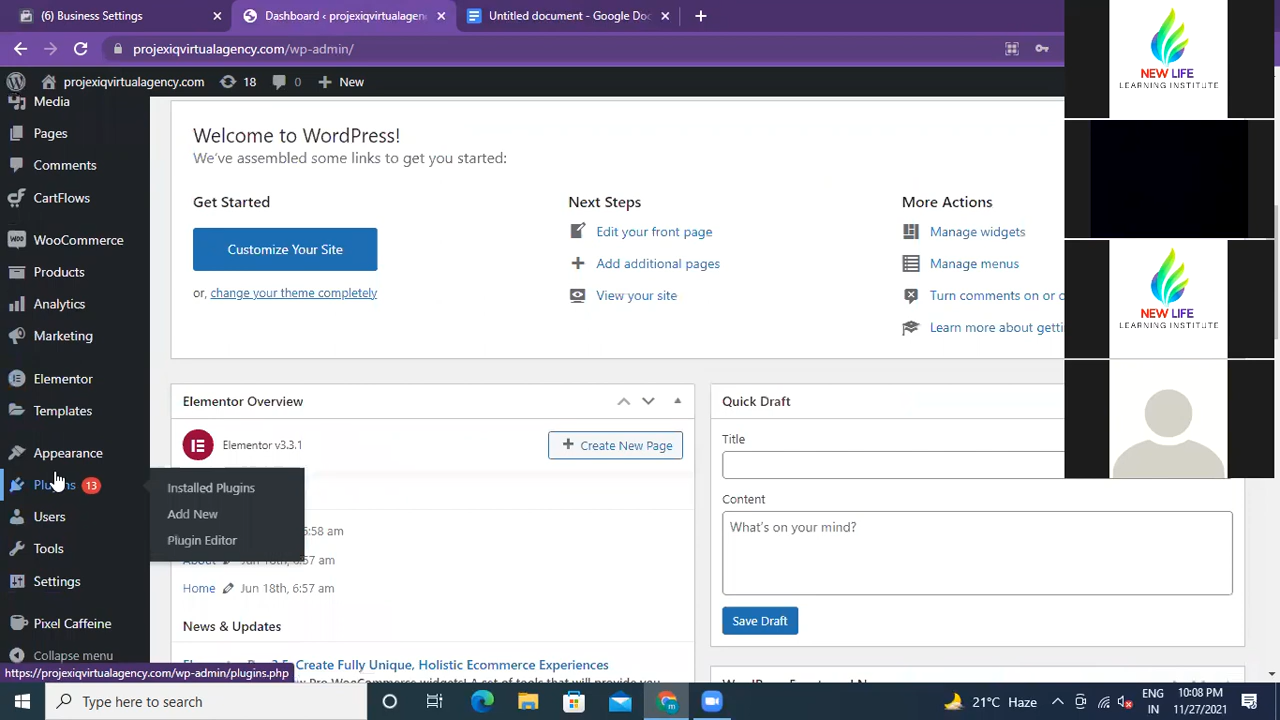 (6) Business Settings
Dashboard ‹ projexiqvirtualagency.c
Untitled document - Google Doc
projexiqvirtualagency.com/wp-admin/
projexiqvirtualagency.com
18
0
New
Media
Pages
Comments
CartFlows
WooCommerce
Products
Analytics
Marketing
Elementor
Templates
Appearance
Plugins 13
Installed Plugins
Add New
Plugin Editor
Users
Tools
Settings
Pixel Caffeine
Collapse menu
Welcome to WordPress!
We've assembled some links to get you started:
Get Started
Customize Your Site
or, change your theme completely
Next Steps
Edit your front page
Add additional pages
View your site
More Actions
Manage widgets
Manage menus
Turn comments on or o
Learn more about getti
Elementor Overview
Elementor v3.3.1
Create New Page
6:58 am
About Jun 18th, 6:57 am
Home Jun 18th, 6:57 am
News & Updates
Create Fully Unique, Holistic Ecommerce Experiences
Quick Draft
Title
Content
What's on your mind?
Save Draft
NEW LIFE
LEARNING INSTITUTE
NEW LIFE
LEARNING INSTITUTE
https://projexiqvirtualagency.com/wp-admin/plugins.php
Type here to search
21°C Haze
ENG
IN
10:08 PM
11/27/2021